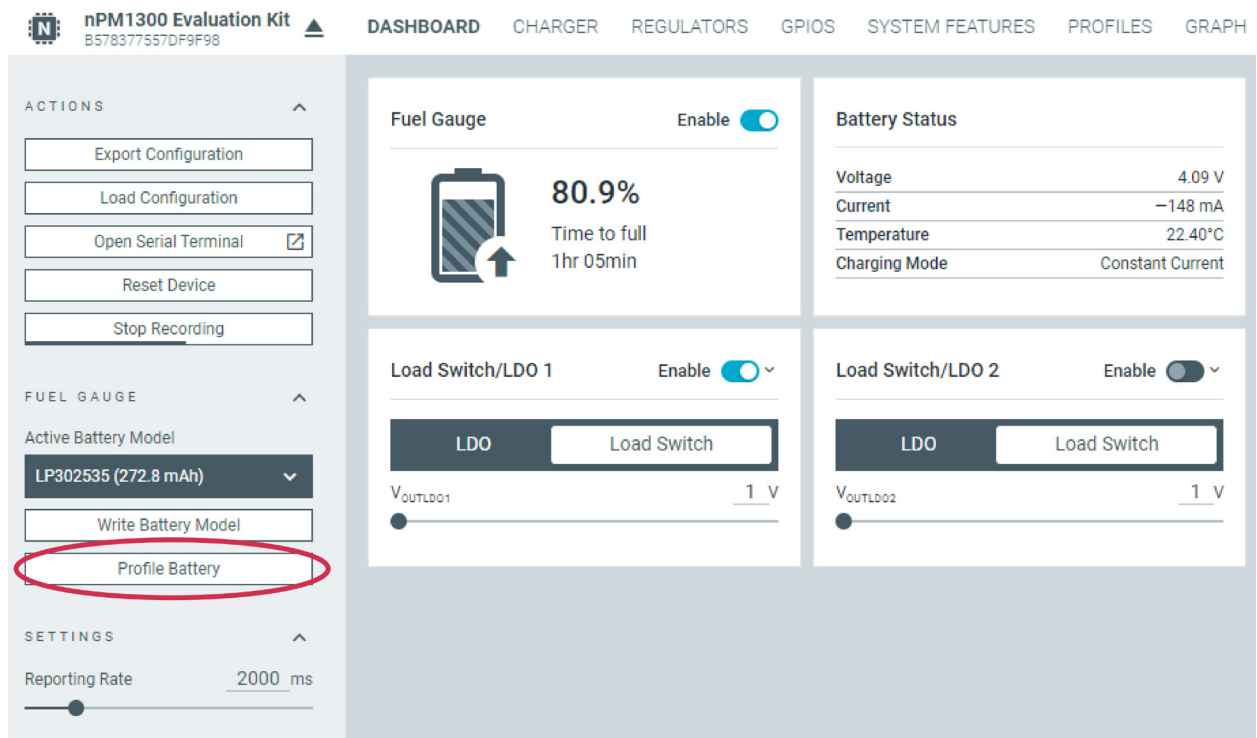 N
nPM1300 Evaluation Kit
B578377557DF9F98
DASHBOARD CHARGER REGULATORS GPIOS SYSTEM FEATURES PROFILES GRAPH
ACTIONS
Export Configuration
Load Configuration
Open Serial Terminal
Reset Device
Stop Recording
FUEL GAUGE
Active Battery Model
LP302535 (272.8 mAh)
Write Battery Model
Profile Battery
SETTINGS
Reporting Rate 2000 ms
Fuel Gauge Enable
80.9%
Time to full
1hr 05min
Battery Status
Voltage 4.09 V
Current −148 mA
Temperature 22.40°C
Charging Mode Constant Current
Load Switch/LDO 1 Enable
LDO Load Switch
VOUTLDO1 1 V
Load Switch/LDO 2 Enable
LDO Load Switch
VOUTLDO2 1 V